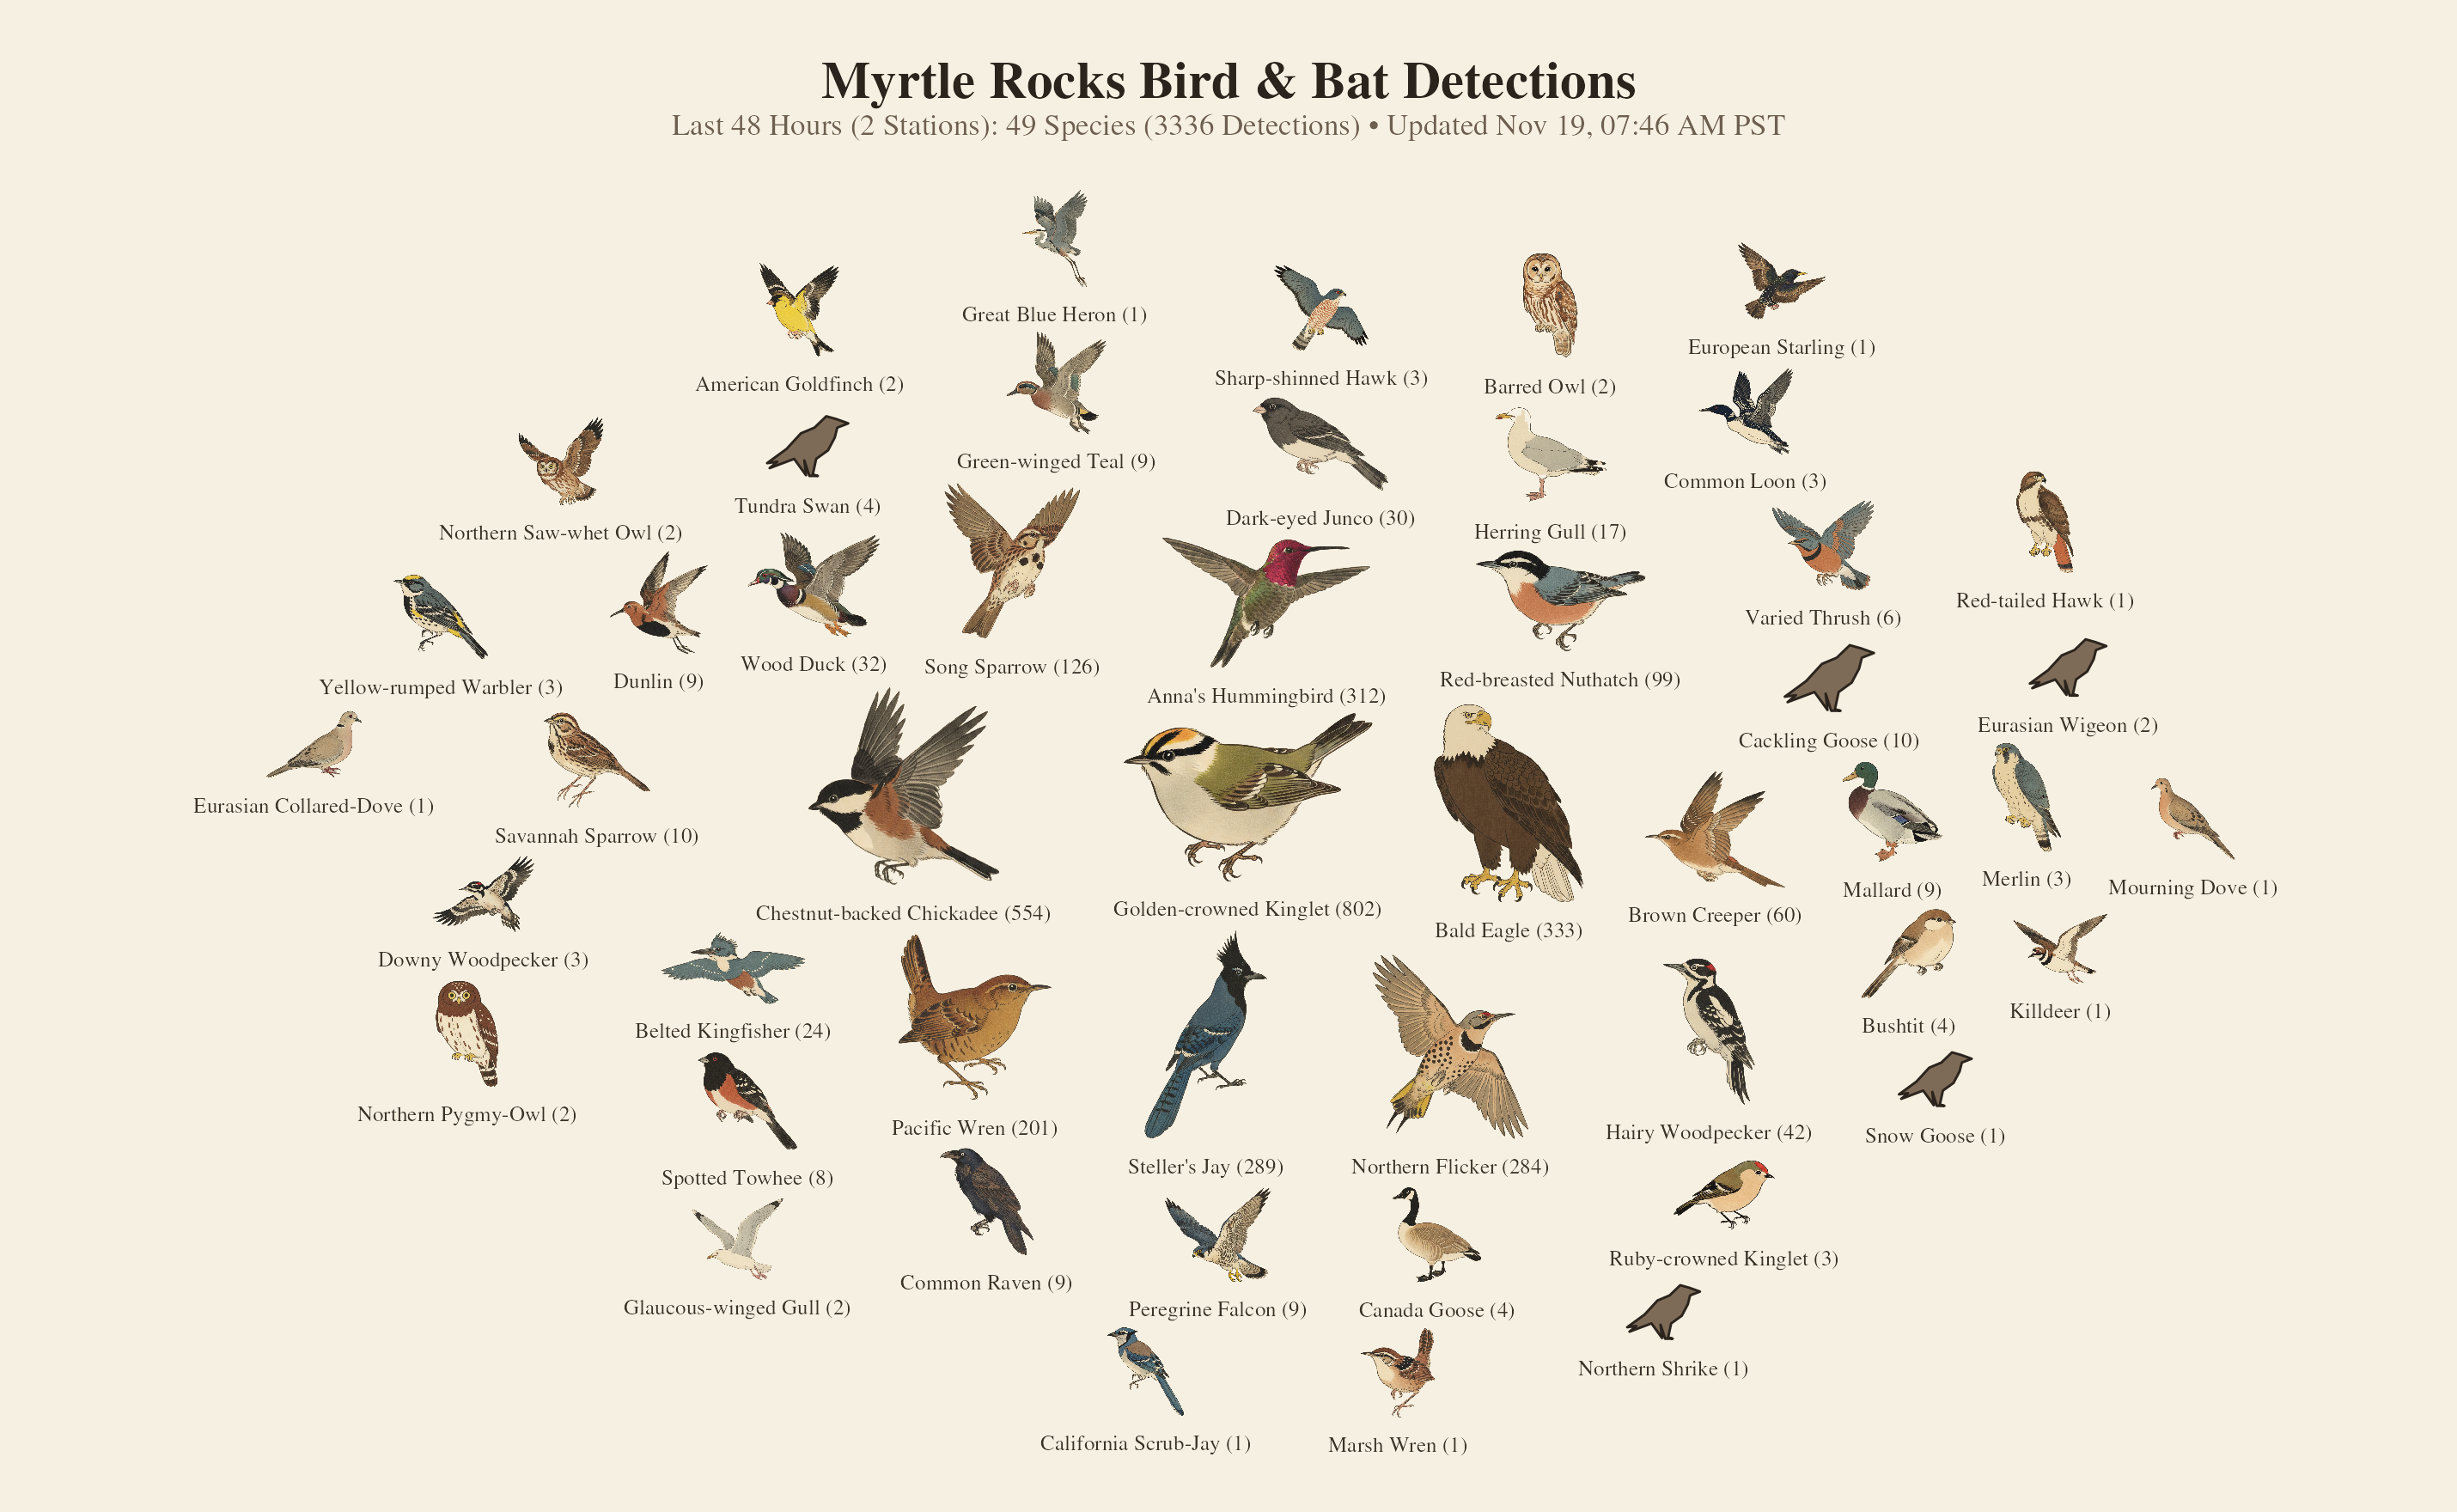 Myrtle Rocks Bird & Bat Detections
Last 48 Hours (2 Stations): 49 Species (3336 Detections) • Updated Nov 19, 07:46 AM PST
Great Blue Heron (1)
European Starling (1)
Sharp-shinned Hawk (3)
American Goldfinch (2)
Barred Owl (2)
Green-winged Teal (9)
Common Loon (3)
Tundra Swan (4)
Dark-eyed Junco (30)
Northern Saw-whet Owl (2)
Herring Gull (17)
Red-tailed Hawk (1)
Varied Thrush (6)
Wood Duck (32)
Song Sparrow (126)
Red-breasted Nuthatch (99)
Dunlin (9)
Yellow-rumped Warbler (3)
Anna's Hummingbird (312)
Eurasian Wigeon (2)
Cackling Goose (10)
Eurasian Collared-Dove (1)
Savannah Sparrow (10)
Merlin (3)
Mourning Dove (1)
Mallard (9)
Golden-crowned Kinglet (802)
Chestnut-backed Chickadee (554)
Brown Creeper (60)
Bald Eagle (333)
Downy Woodpecker (3)
Killdeer (1)
Bushtit (4)
Belted Kingfisher (24)
Northern Pygmy-Owl (2)
Pacific Wren (201)
Hairy Woodpecker (42)
Snow Goose (1)
Steller's Jay (289)
Northern Flicker (284)
Spotted Towhee (8)
Ruby-crowned Kinglet (3)
Common Raven (9)
Glaucous-winged Gull (2)
Peregrine Falcon (9)
Canada Goose (4)
Northern Shrike (1)
California Scrub-Jay (1)
Marsh Wren (1)